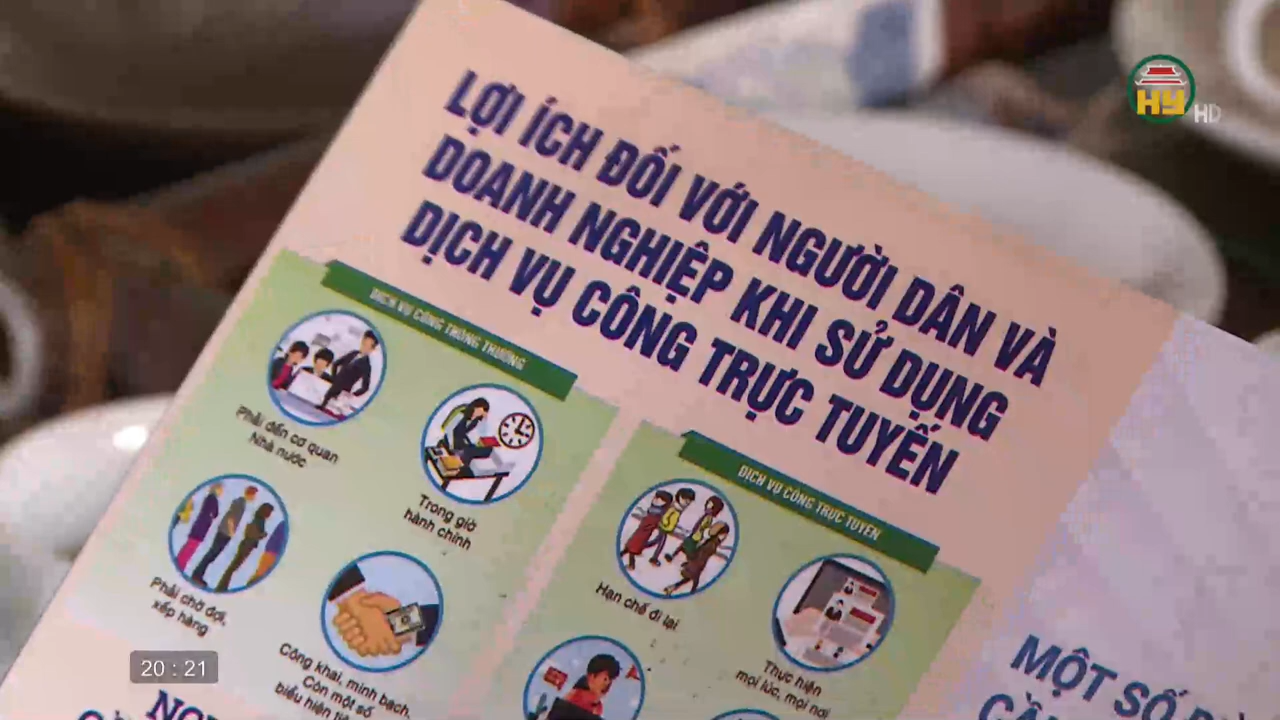 HY HD
LỢI ÍCH ĐỐI VỚI NGƯỜI DÂN VÀ
DOANH NGHIỆP KHI SỬ DỤNG
DỊCH VỤ CÔNG TRỰC TUYẾN
DỊCH VỤ CÔNG THÔNG THƯỜNG
Phải đến cơ quan
Nhà nước
Trong giờ
hành chính
Phải chờ đợi,
xếp hàng
Công khai, minh bạch,
Còn một số
biểu hiện
DỊCH VỤ CÔNG TRỰC TUYẾN
Hạn chế đi lại
Thực hiện
mọi lúc, mọi nơi
MỘT SỐ
20 : 21